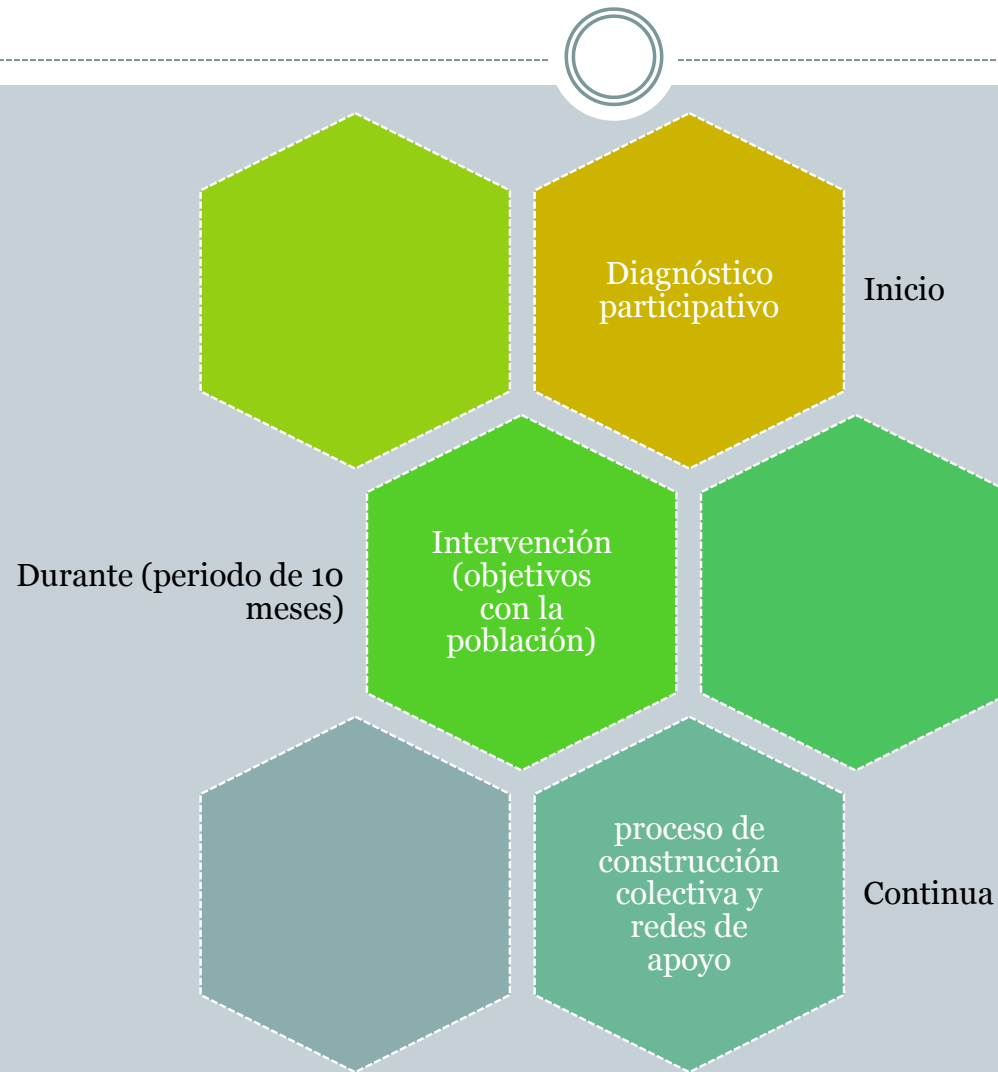 Diagnóstico
participativo
Inicio
Durante (periodo de 10
meses)
Intervención
(objetivos
con la
población)
proceso de
construcción
colectiva y
redes de
apoyo
Continua